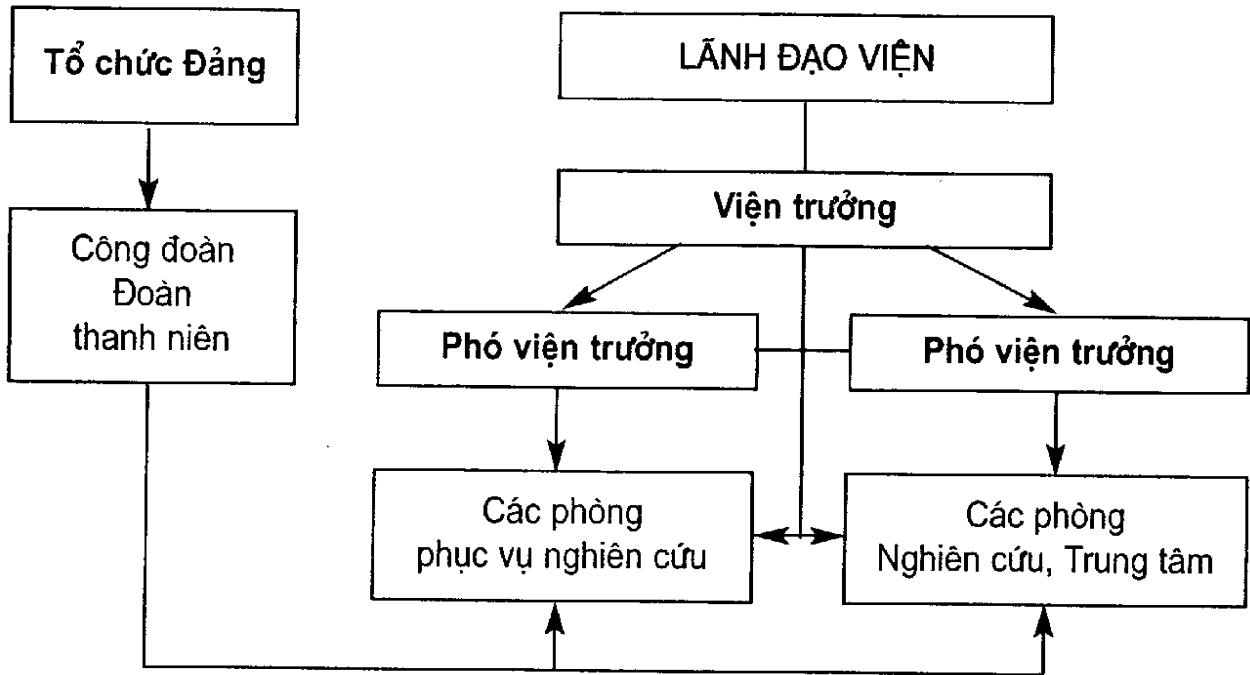 Tổ chức Đảng
LÃNH ĐẠO VIỆN
Viện trưởng
Công đoàn
Đoàn
thanh niên
Phó viện trưởng
Phó viện trưởng
Các phòng
phục vụ nghiên cứu
Các phòng
Nghiên cứu, Trung tâm